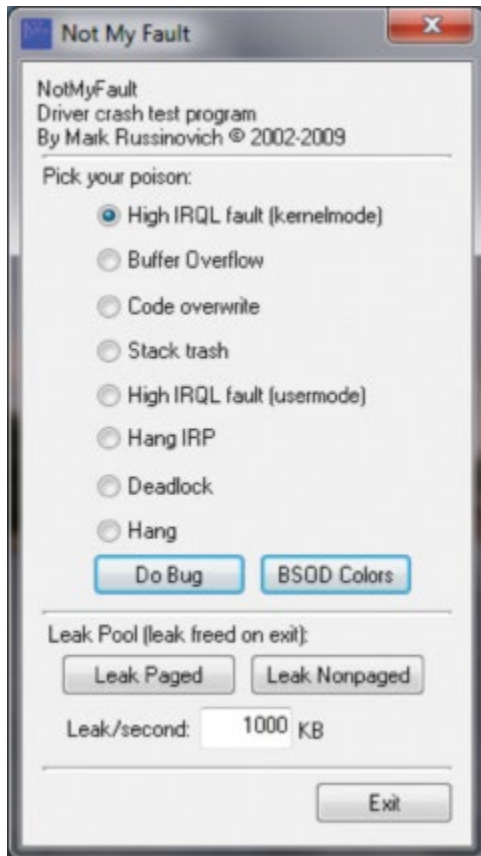 Not My Fault
NotMyFault
Driver crash test program
By Mark Russinovich © 2002-2009
Pick your poison:
High IRQL fault (kernelmode)
Buffer Overflow
Code overwrite
Stack trash
High IRQL fault (usermode)
Hang IRP
Deadlock
Hang
Do Bug BSOD Colors
Leak Pool (leak freed on exit):
Leak Paged Leak Nonpaged
Leak/second: 1000 KB
Exit